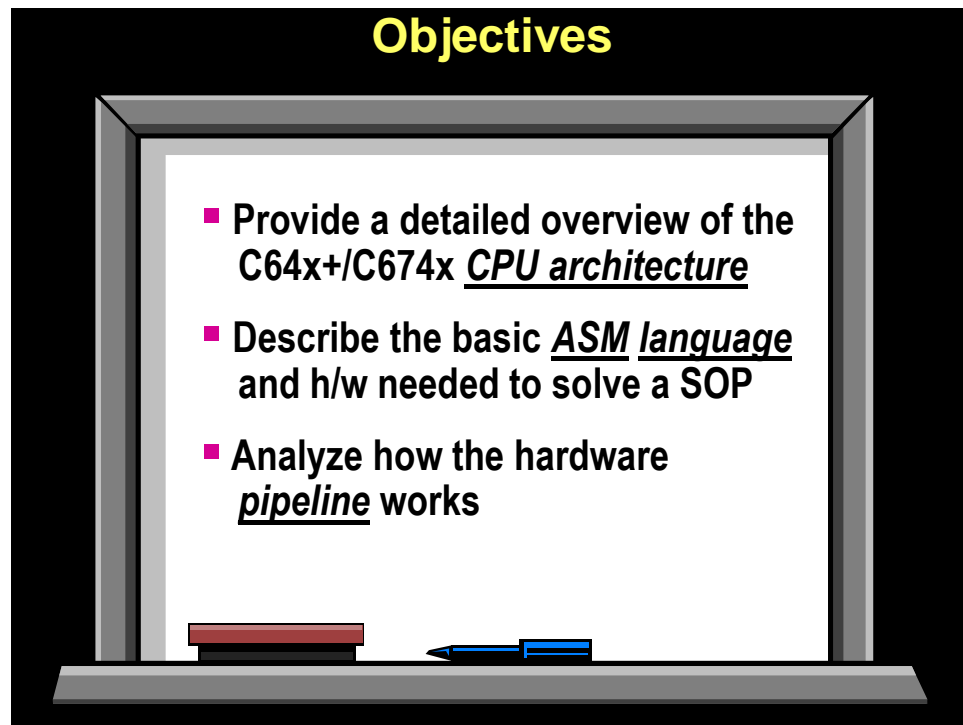 Objectives
▪ Provide a detailed overview of the
C64x+/C674x CPU architecture
▪ Describe the basic ASM language
and h/w needed to solve a SOP
▪ Analyze how the hardware
pipeline works